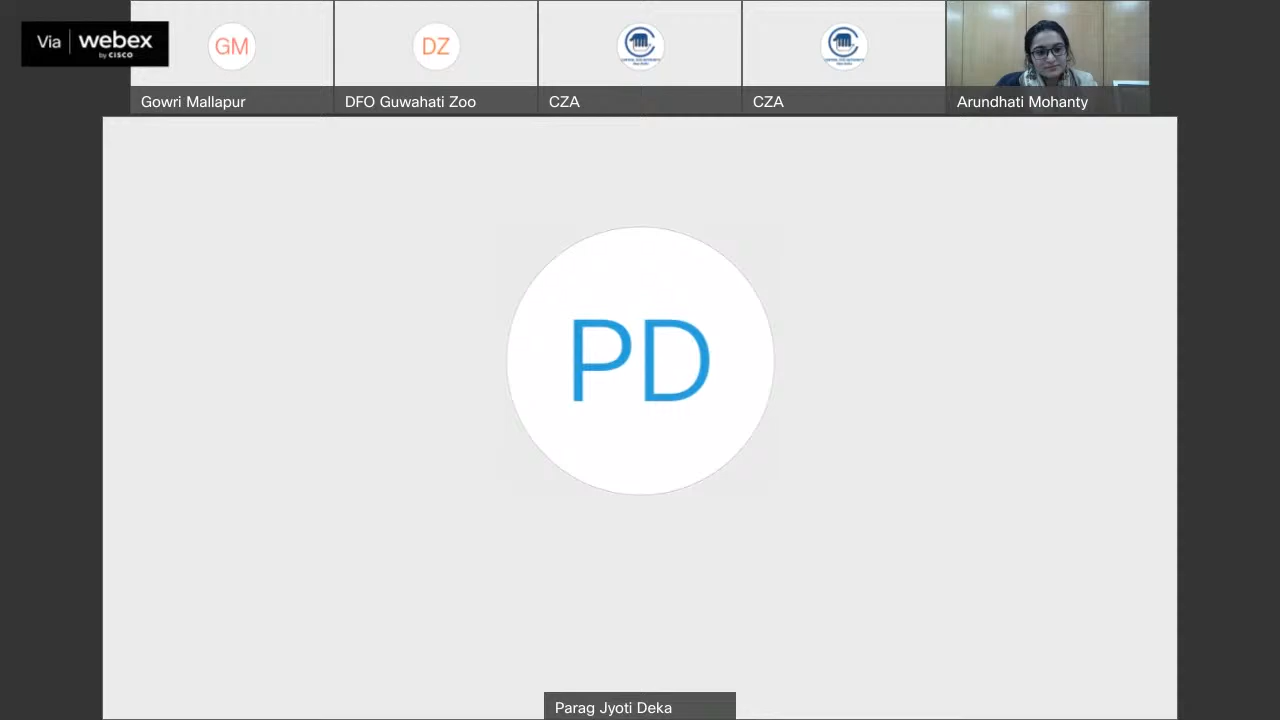 Via webex
by CISCO
GM
DZ
Gowri Mallapur
DFO Guwahati Zoo
CZA
CZA
Arundhati Mohanty
PD
Parag Jyoti Deka